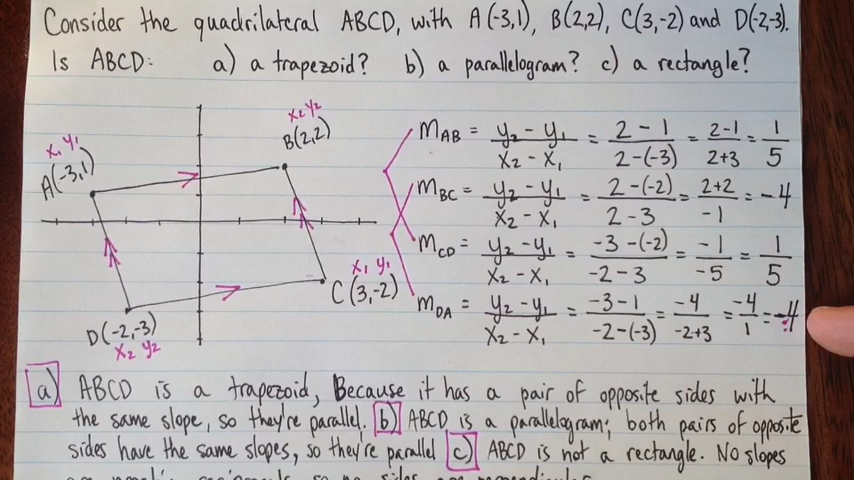 Consider the quadrilateral ABCD, with A(-3,1), B(2,2), C(3,-2) and D(-2,-3).
Is ABCD: a) a trapezoid? b) a parallelogram? c) a rectangle?
x₁ y₁
A(-3,1)
x₂ y₂
B(2,2)
x₁ y₁
C(3,-2)
D(-2,-3)
x₂ y₂
m_AB = (y₂ - y₁)/(x₂ - x₁) = (2 - 1)/(2-(-3)) = (2-1)/(2+3) = 1/5
m_BC = (y₂ - y₁)/(x₂ - x₁) = (2-(-2))/(2-3) = (2+2)/(-1) = -4
m_CD = (y₂ - y₁)/(x₂ - x₁) = (-3-(-2))/(-2-3) = (-1)/(-5) = 1/5
m_DA = (y₂ - y₁)/(x₂ - x₁) = (-3-1)/(-2-(-3)) = (-4)/(-2+3) = (-4)/1 = -4
a) ABCD is a trapezoid, Because it has a pair of opposite sides with
the same slope, so they're parallel. b) ABCD is a parallelogram; both pairs of opposite
sides have the same slopes, so they're parallel c) ABCD is not a rectangle. No slopes